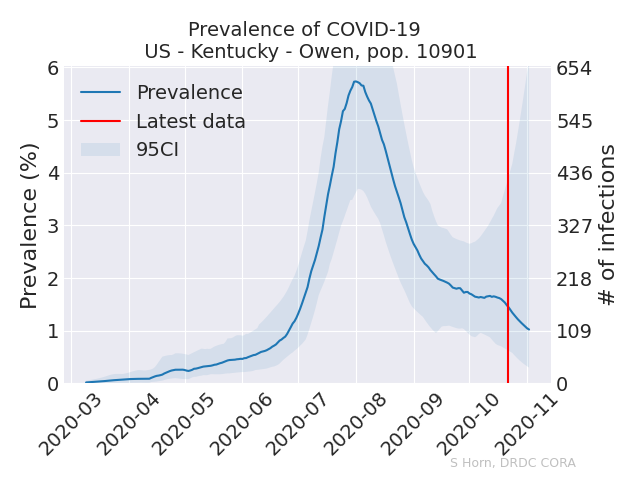 Prevalence of COVID-19
US - Kentucky - Owen, pop. 10901
Prevalence
Latest data
95CI
Prevalence (%)
6
5
4
3
2
1
0
654
545
436
327
218
109
0
# of infections
2020-03
2020-04
2020-05
2020-06
2020-07
2020-08
2020-09
2020-10
2020-11
S Horn, DRDC CORA